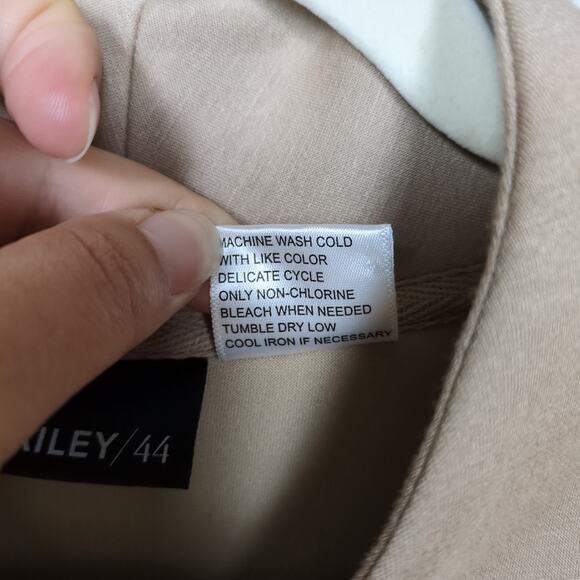 MACHINE WASH COLD
WITH LIKE COLOR
DELICATE CYCLE
ONLY NON-CHLORINE
BLEACH WHEN NEEDED
TUMBLE DRY LOW
COOL IRON IF NECESSARY
AILEY/44